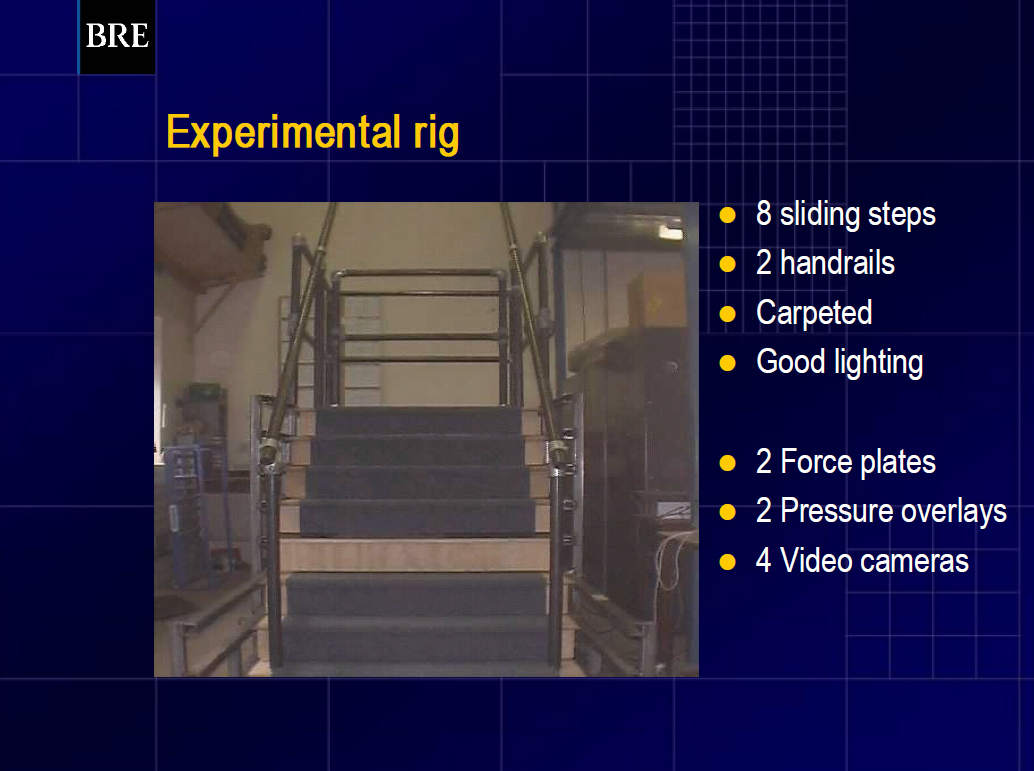 BRE
Experimental rig
8 sliding steps
2 handrails
Carpeted
Good lighting
2 Force plates
2 Pressure overlays
4 Video cameras